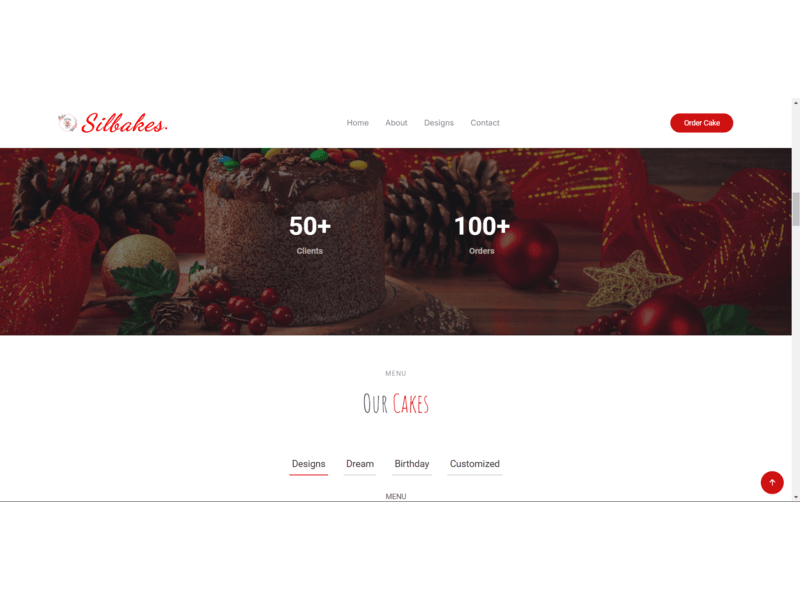 Silbakes.
Home About Designs Contact
Order Cake
50+ 100+
Clients Orders
MENU
Our Cakes
Designs Dream Birthday Customized
MENU